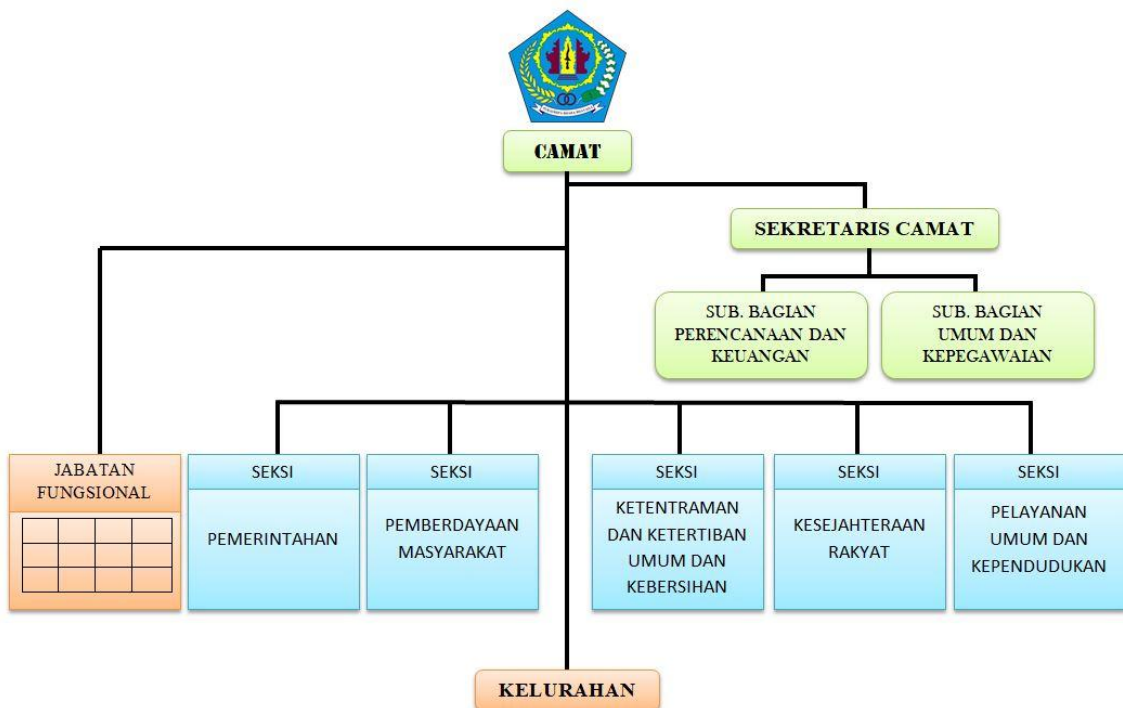 CAMAT
SEKRETARIS CAMAT
SUB. BAGIAN
PERENCANAAN DAN
KEUANGAN
SUB. BAGIAN
UMUM DAN
KEPEGAWAIAN
JABATAN
FUNGSIONAL
SEKSI
PEMERINTAHAN
SEKSI
PEMBERDAYAAN
MASYARAKAT
SEKSI
KETENTRAMAN
DAN KETERTIBAN
UMUM DAN
KEBERSIHAN
SEKSI
KESEJAHTERAAN
RAKYAT
SEKSI
PELAYANAN
UMUM DAN
KEPENDUDUKAN
KELURAHAN